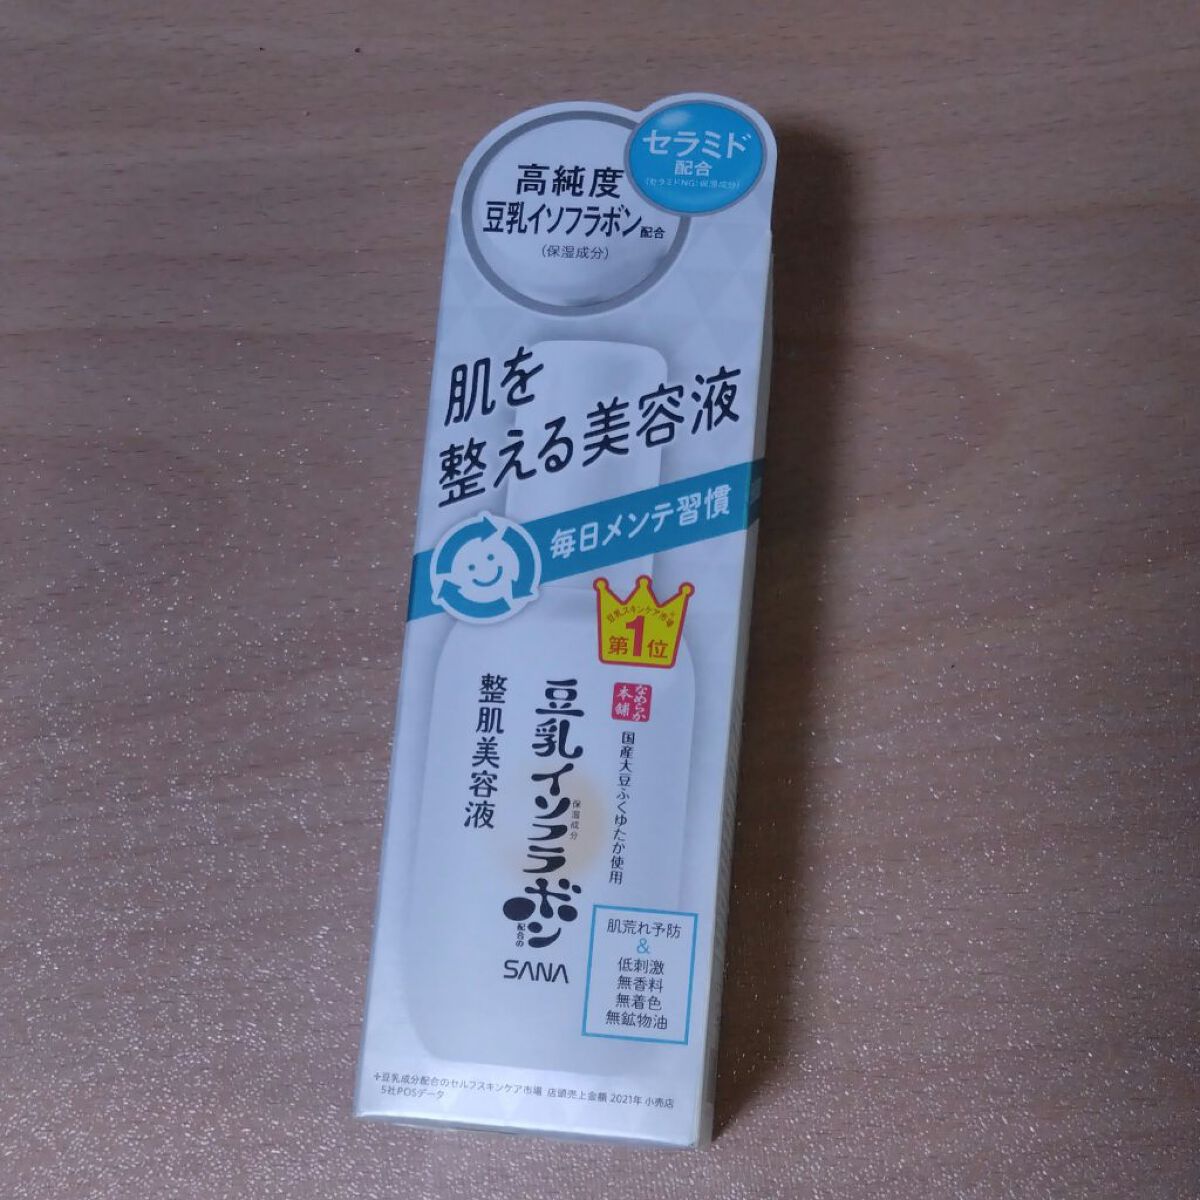 セラミド
配合
(セラミドNG:保湿成分)
高純度
豆乳イソフラボン配合
(保湿成分)
肌を
整える美容液
毎日メンテ習慣
豆乳スキンケア市場※
第1位
なめらか
本舗
国産大豆ふくゆたか使用
豆乳イソフラボン
保湿成分
配合の
整肌美容液
SANA
肌荒れ予防
&
低刺激
無香料
無着色
無鉱物油
※豆乳成分配合のセルフスキンケア市場 店頭売上金額 2021年 小売店
5社POSデータ